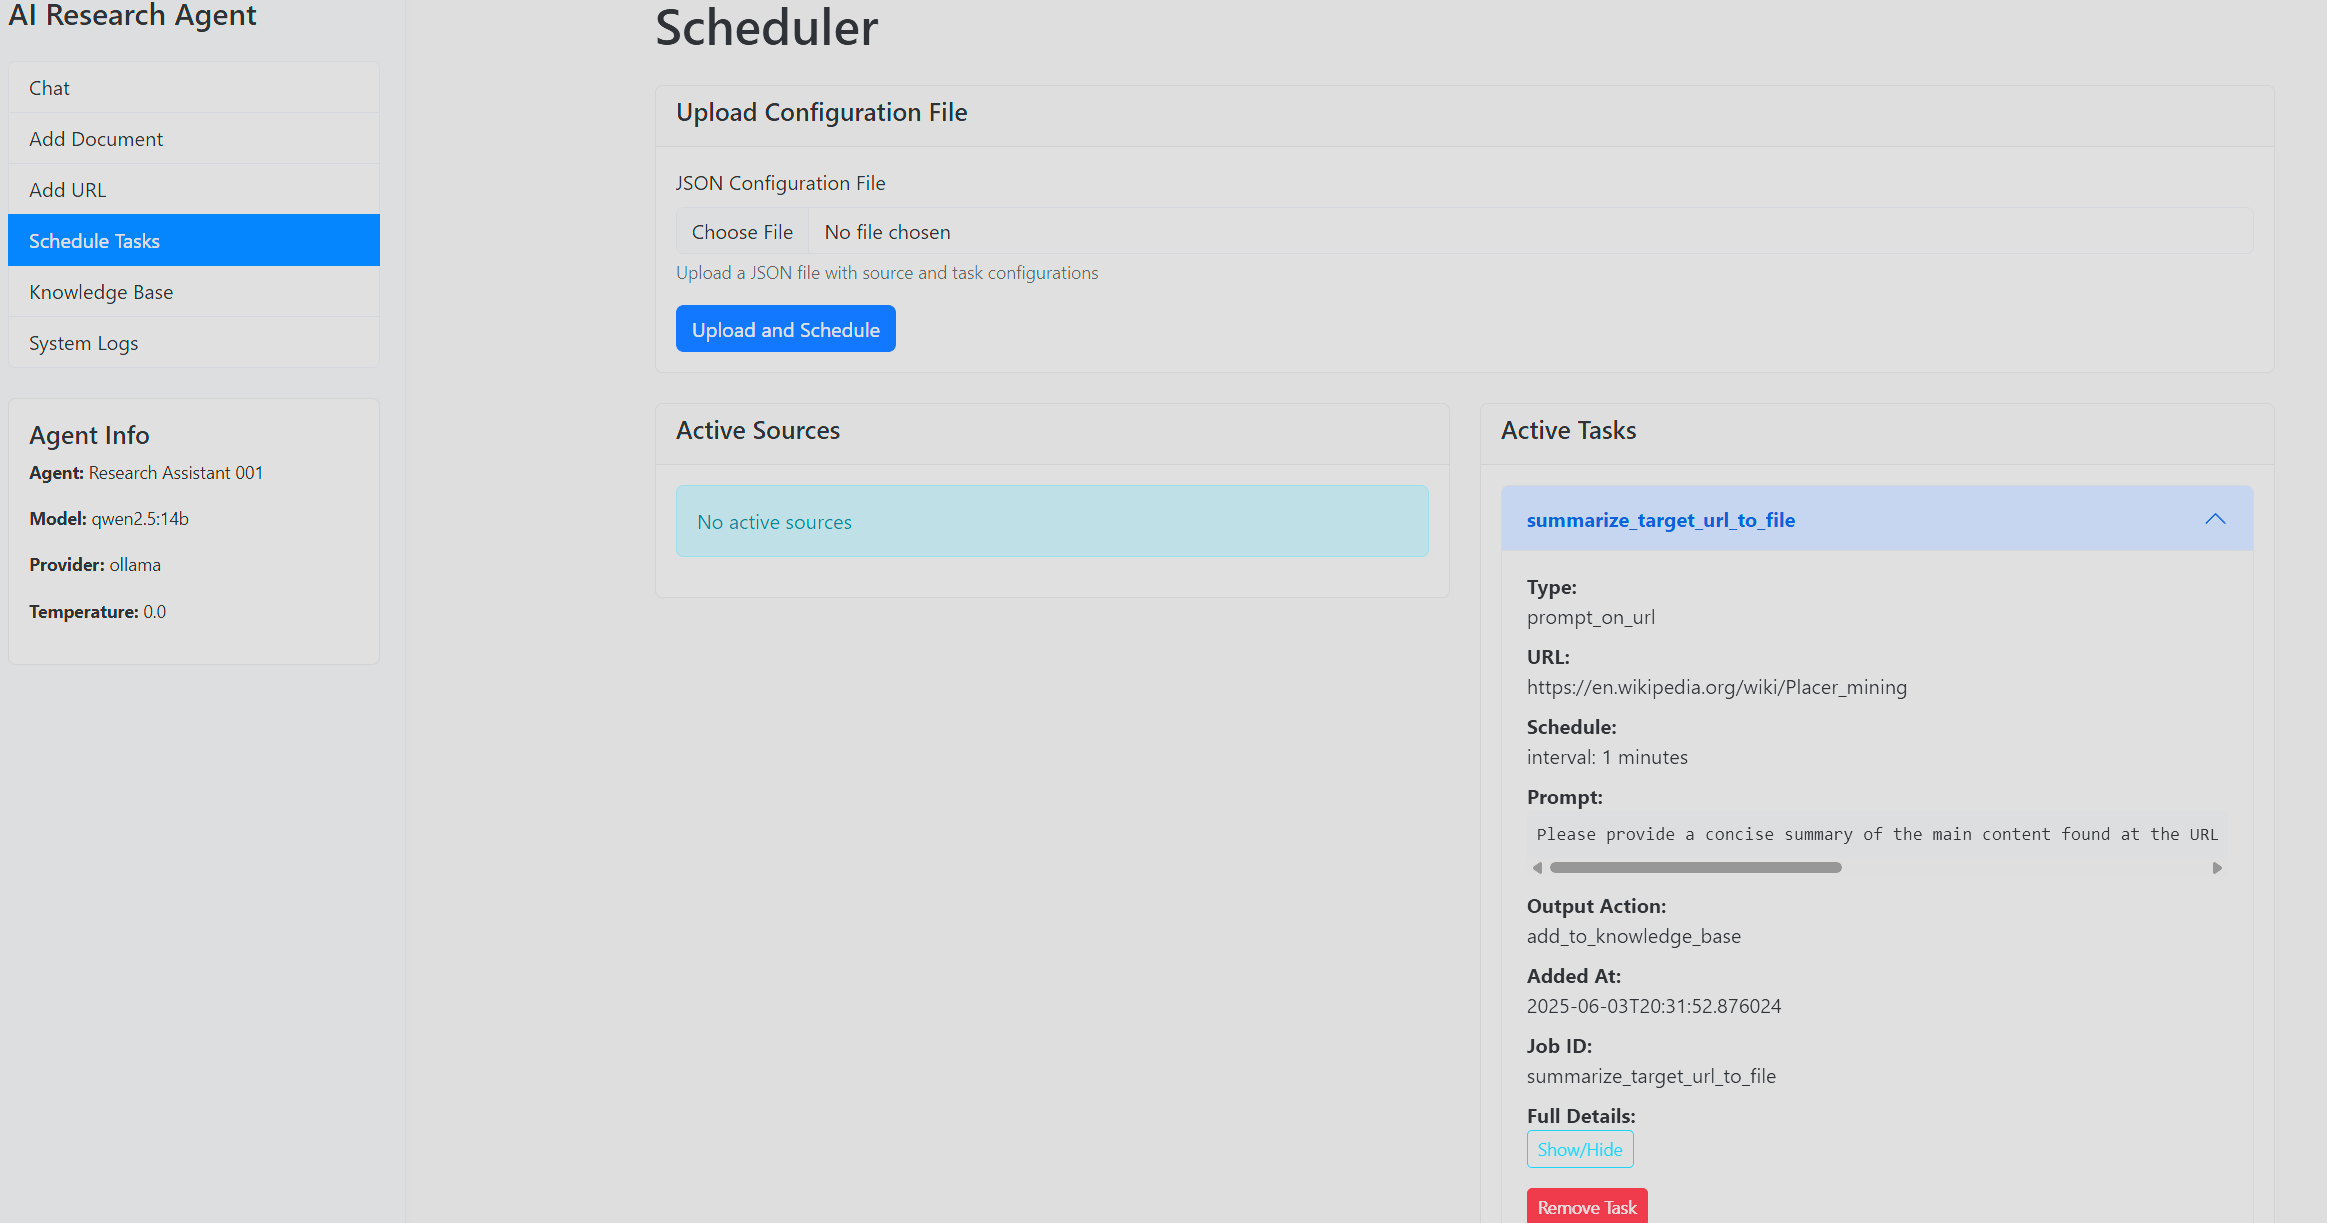 AI Research Agent
Chat
Add Document
Add URL
Schedule Tasks
Knowledge Base
System Logs
Agent Info
Agent: Research Assistant 001
Model: qwen2.5:14b
Provider: ollama
Temperature: 0.0
Scheduler
Upload Configuration File
JSON Configuration File
Choose File No file chosen
Upload a JSON file with source and task configurations
Upload and Schedule
Active Sources
No active sources
Active Tasks
summarize_target_url_to_file
Type:
prompt_on_url
URL:
https://en.wikipedia.org/wiki/Placer_mining
Schedule:
interval: 1 minutes
Prompt:
Please provide a concise summary of the main content found at the URL
Output Action:
add_to_knowledge_base
Added At:
2025-06-03T20:31:52.876024
Job ID:
summarize_target_url_to_file
Full Details:
Show/Hide
Remove Task